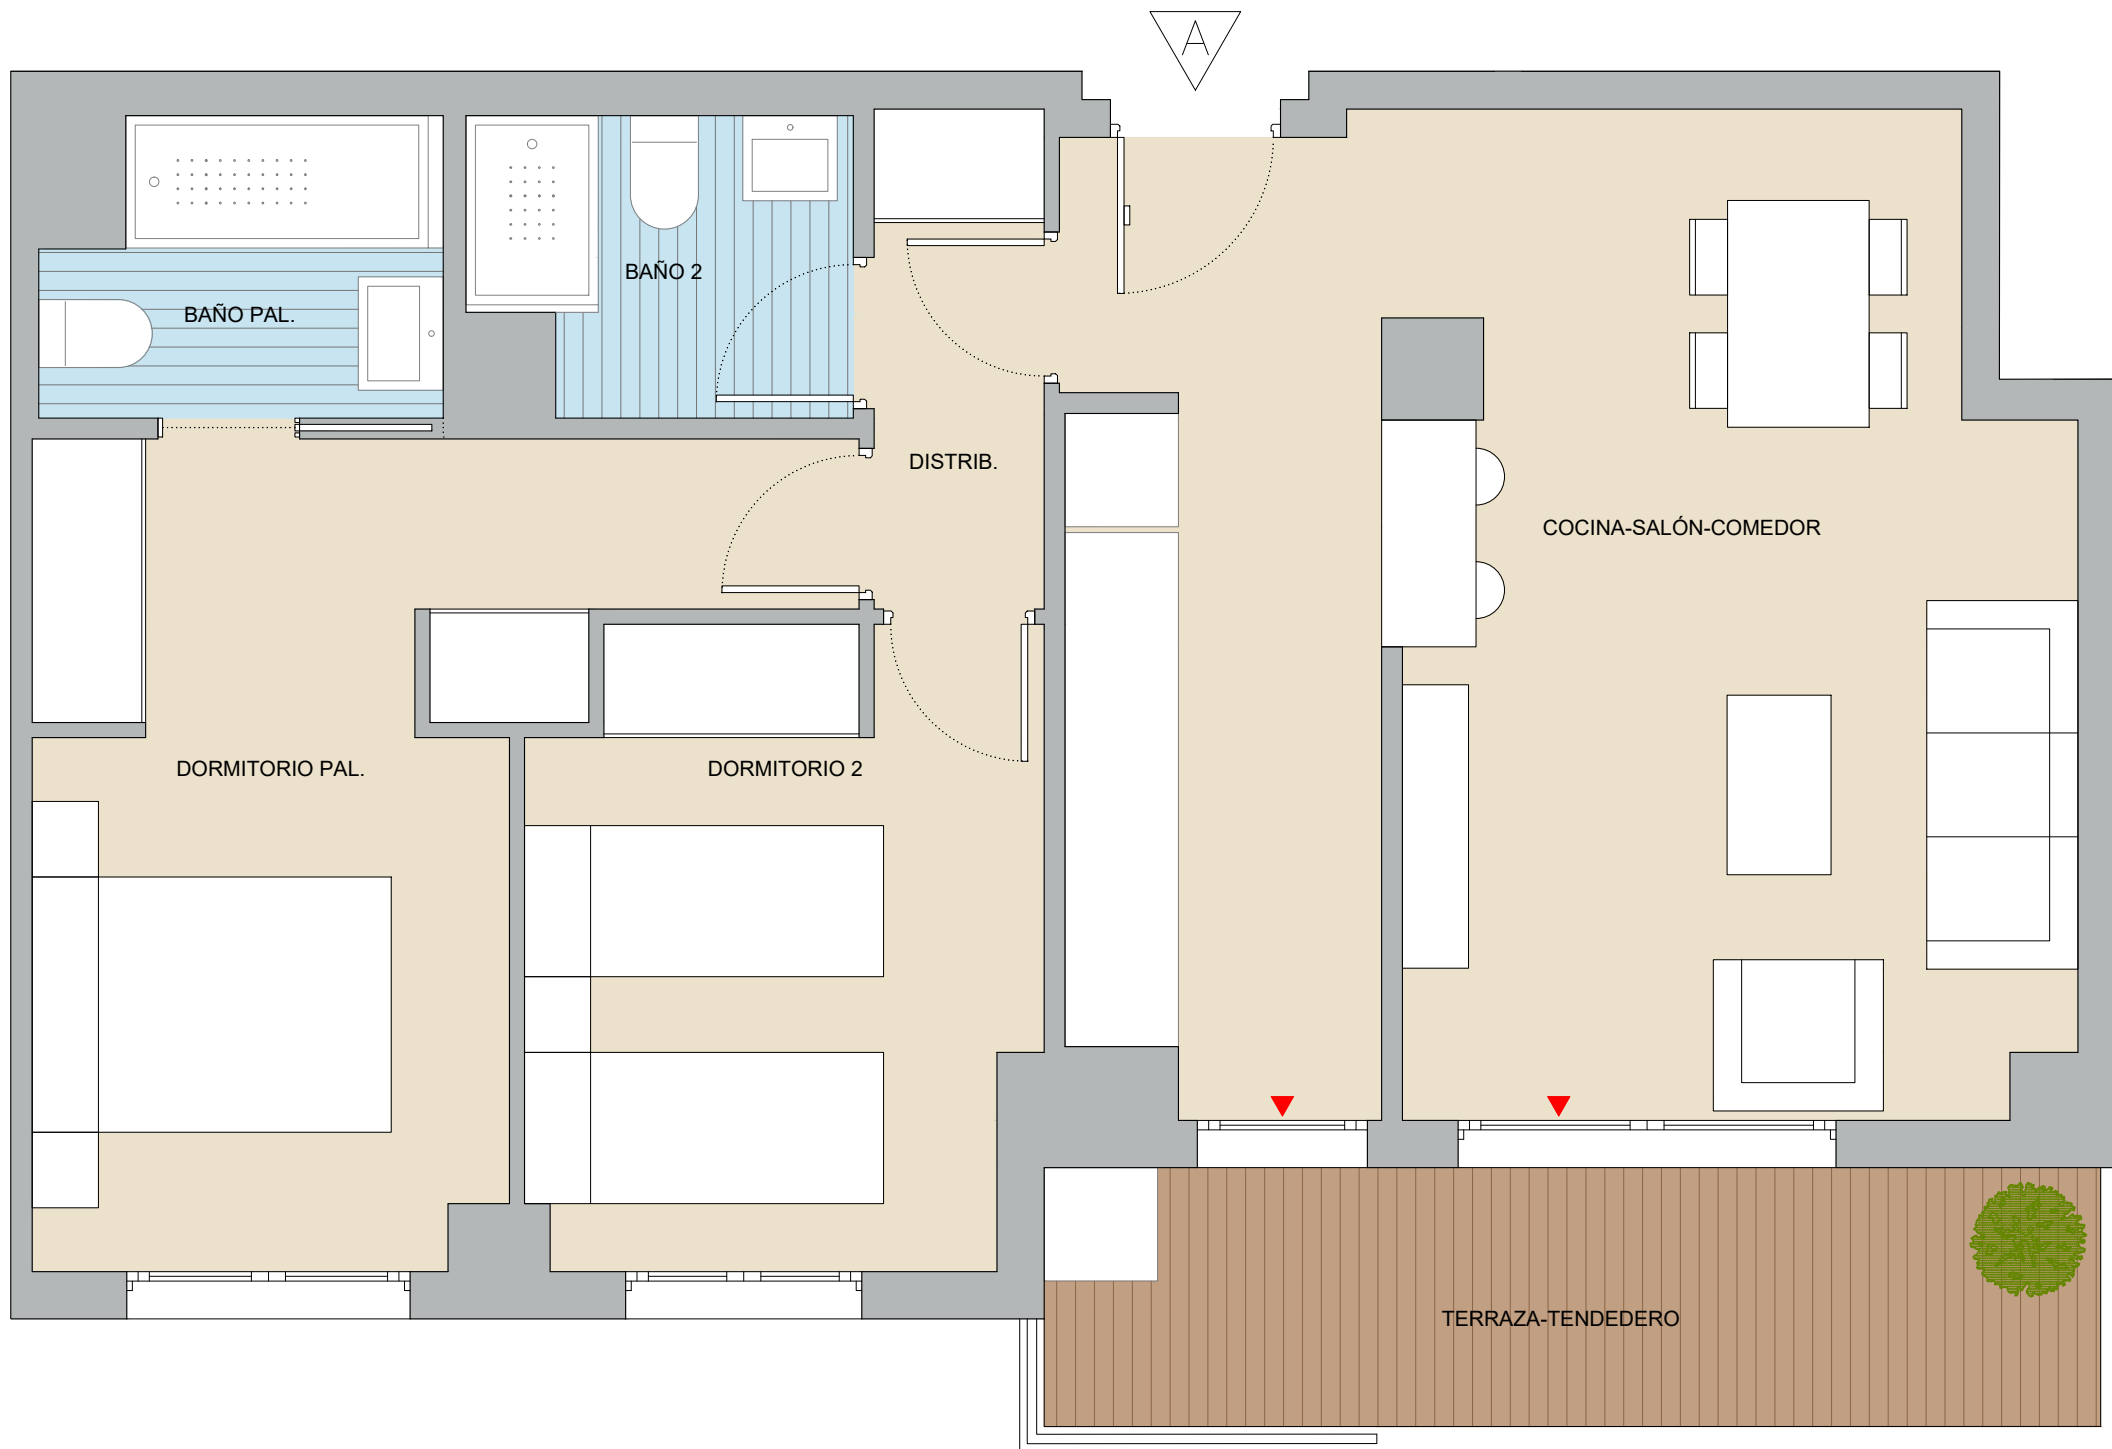 A
BAÑO 2
BAÑO PAL.
DISTRIB.
COCINA-SALÓN-COMEDOR
DORMITORIO PAL.
DORMITORIO 2
TERRAZA-TENDEDERO